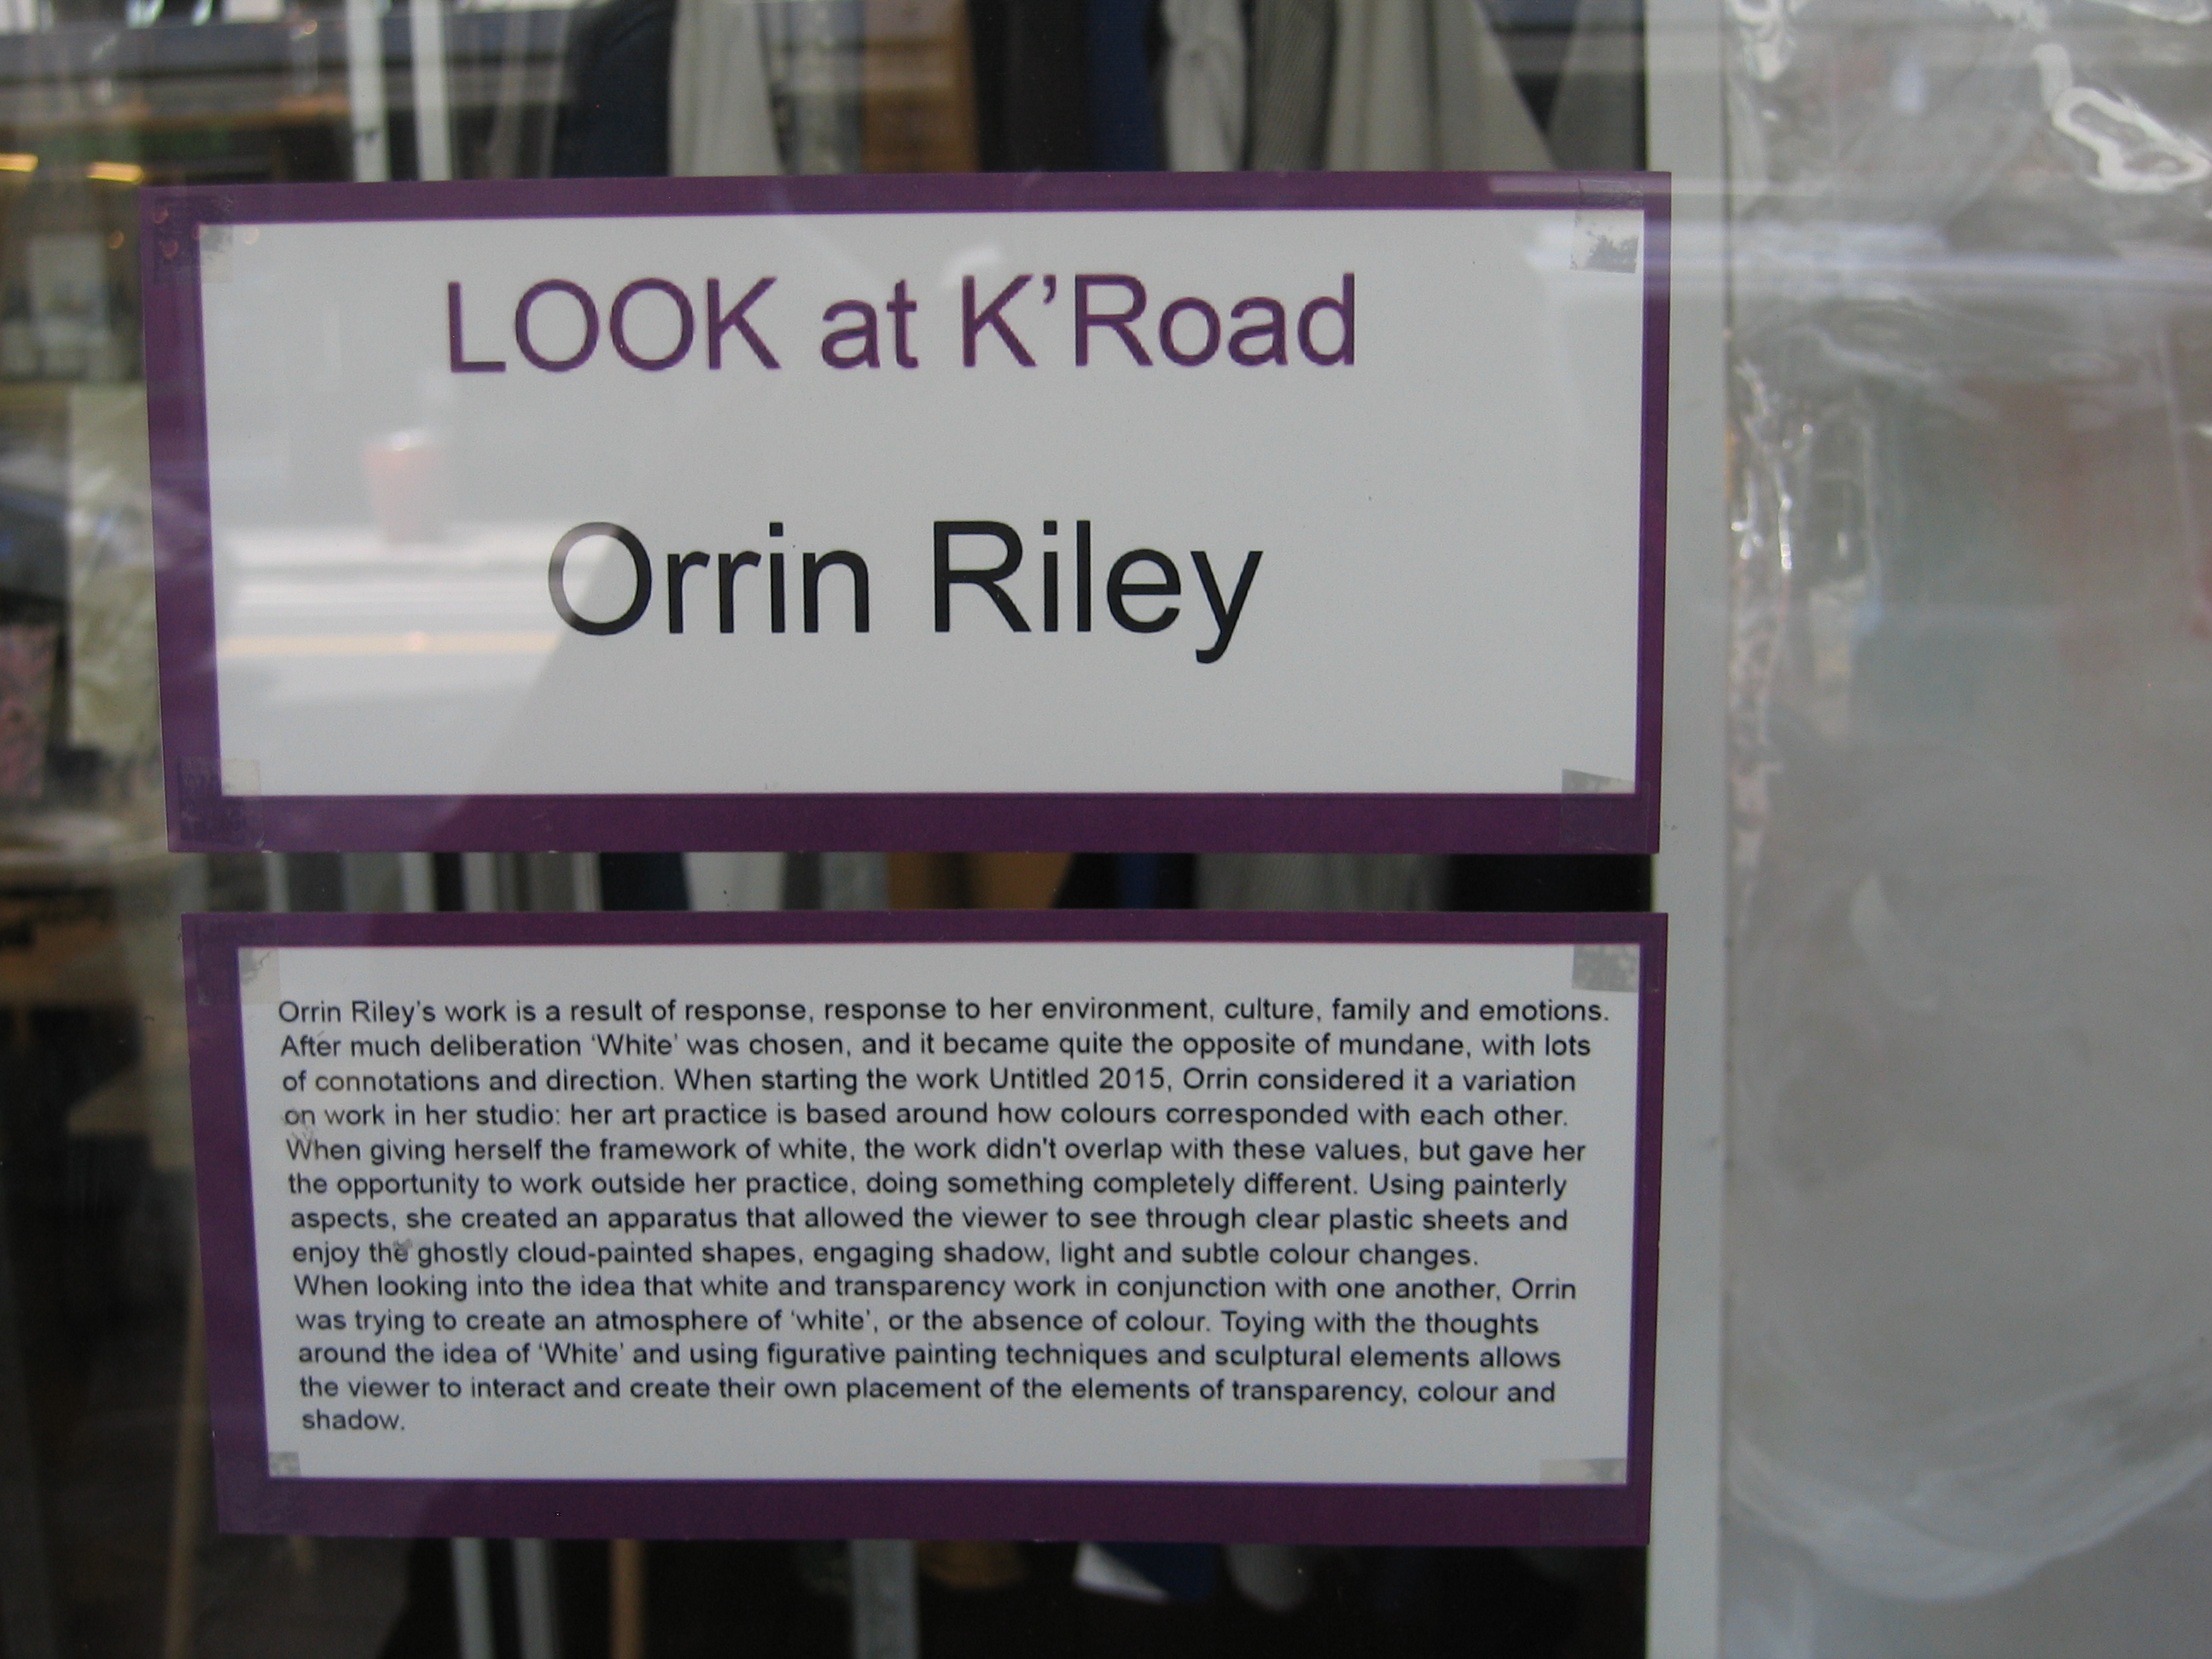 LOOK at K’Road
Orrin Riley
Orrin Riley’s work is a result of response, response to her environment, culture, family and emotions.
After much deliberation ‘White’ was chosen, and it became quite the opposite of mundane, with lots
of connotations and direction. When starting the work Untitled 2015, Orrin considered it a variation
on work in her studio: her art practice is based around how colours corresponded with each other.
When giving herself the framework of white, the work didn't overlap with these values, but gave her
the opportunity to work outside her practice, doing something completely different. Using painterly
aspects, she created an apparatus that allowed the viewer to see through clear plastic sheets and
enjoy the ghostly cloud-painted shapes, engaging shadow, light and subtle colour changes.
When looking into the idea that white and transparency work in conjunction with one another, Orrin
was trying to create an atmosphere of ‘white’, or the absence of colour. Toying with the thoughts
around the idea of ‘White’ and using figurative painting techniques and sculptural elements allows
the viewer to interact and create their own placement of the elements of transparency, colour and
shadow.